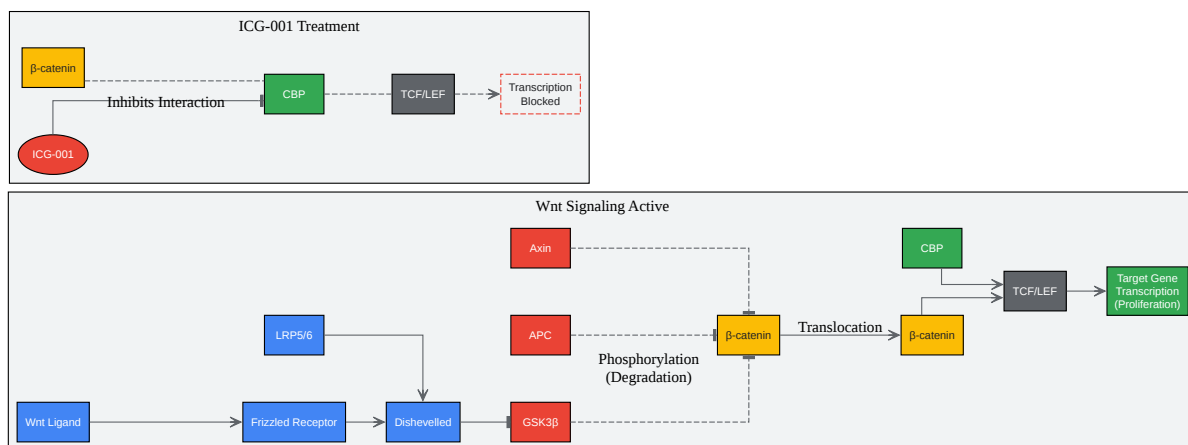 ICG-001 Treatment
β-catenin
CBP
TCF/LEF
Transcription
Blocked
Inhibits Interaction
ICG-001
Wnt Signaling Active
Axin
CBP
Target Gene
Transcription
(Proliferation)
TCF/LEF
LRP5/6
APC
β-catenin
Translocation
β-catenin
Phosphorylation
(Degradation)
Wnt Ligand
Frizzled Receptor
Dishevelled
GSK3β